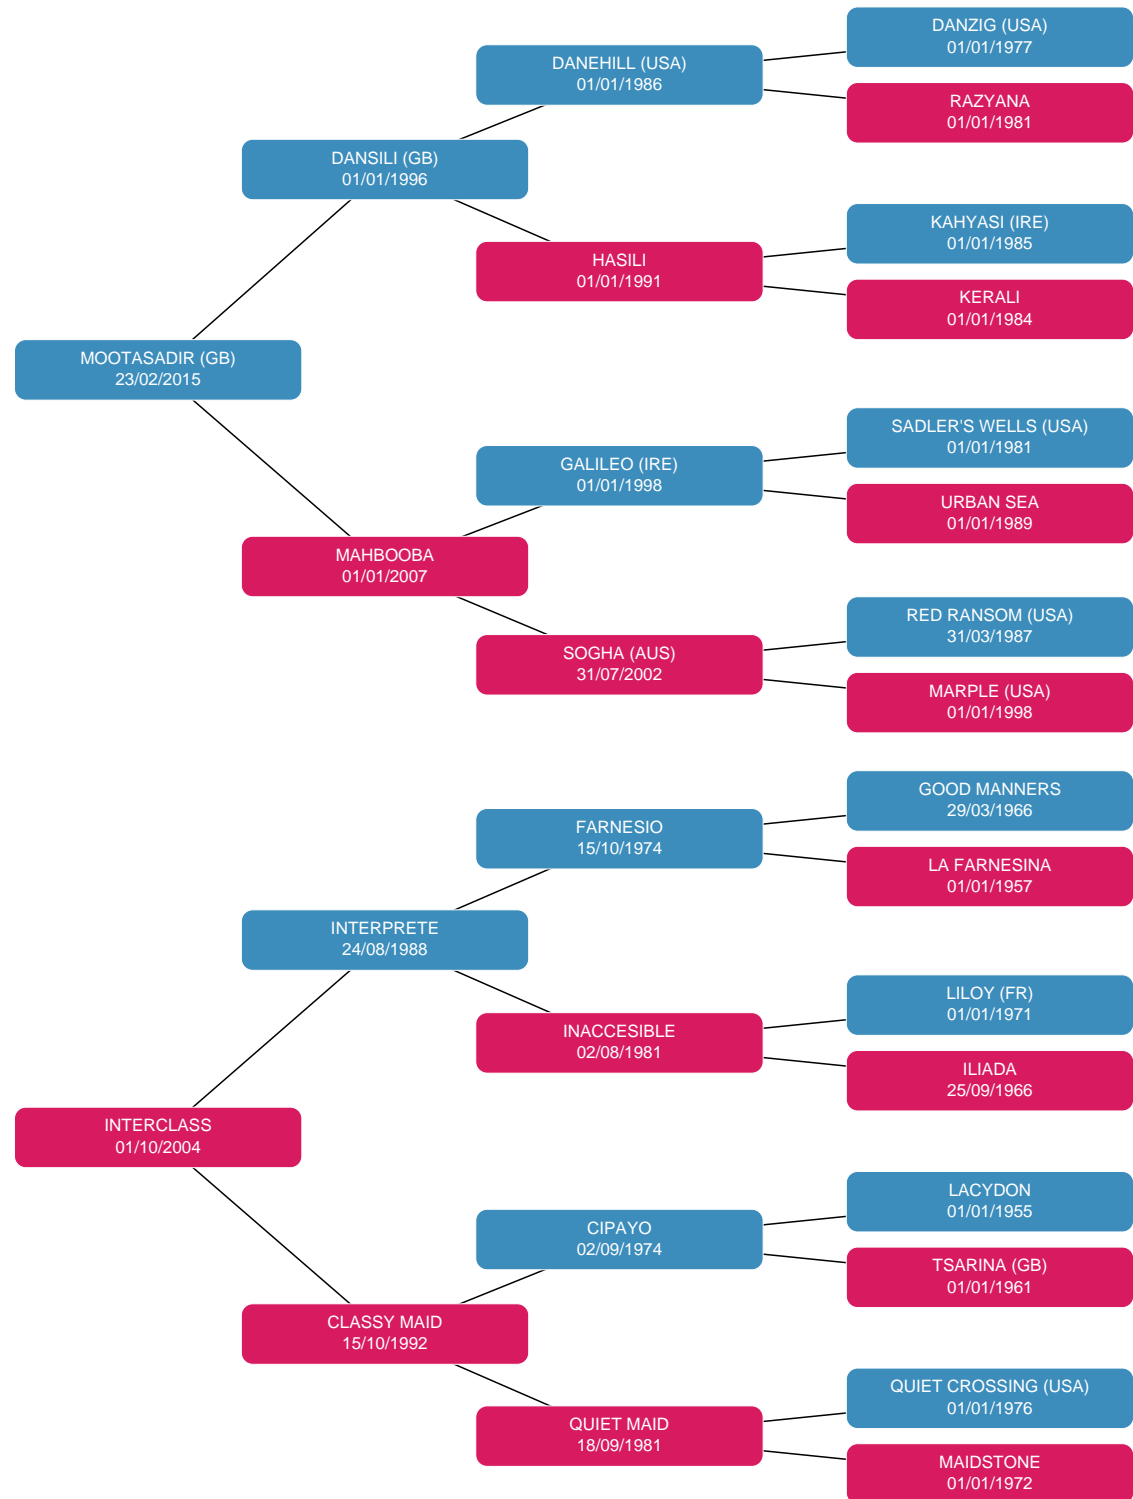 DANZIG (USA)
01/01/1977
DANEHILL (USA)
01/01/1986
RAZYANA
01/01/1981
DANSILI (GB)
01/01/1996
KAHYASI (IRE)
01/01/1985
HASILI
01/01/1991
KERALI
01/01/1984
MOOTASADIR (GB)
23/02/2015
SADLER'S WELLS (USA)
01/01/1981
GALILEO (IRE)
01/01/1998
URBAN SEA
01/01/1989
MAHBOOBA
01/01/2007
RED RANSOM (USA)
31/03/1987
SOGHA (AUS)
31/07/2002
MARPLE (USA)
01/01/1998
GOOD MANNERS
29/03/1966
FARNESIO
15/10/1974
LA FARNESINA
01/01/1957
INTERPRETE
24/08/1988
LILOY (FR)
01/01/1971
INACCESIBLE
02/08/1981
ILIADA
25/09/1966
INTERCLASS
01/10/2004
LACYDON
01/01/1955
CIPAYO
02/09/1974
TSARINA (GB)
01/01/1961
CLASSY MAID
15/10/1992
QUIET CROSSING (USA)
01/01/1976
QUIET MAID
18/09/1981
MAIDSTONE
01/01/1972